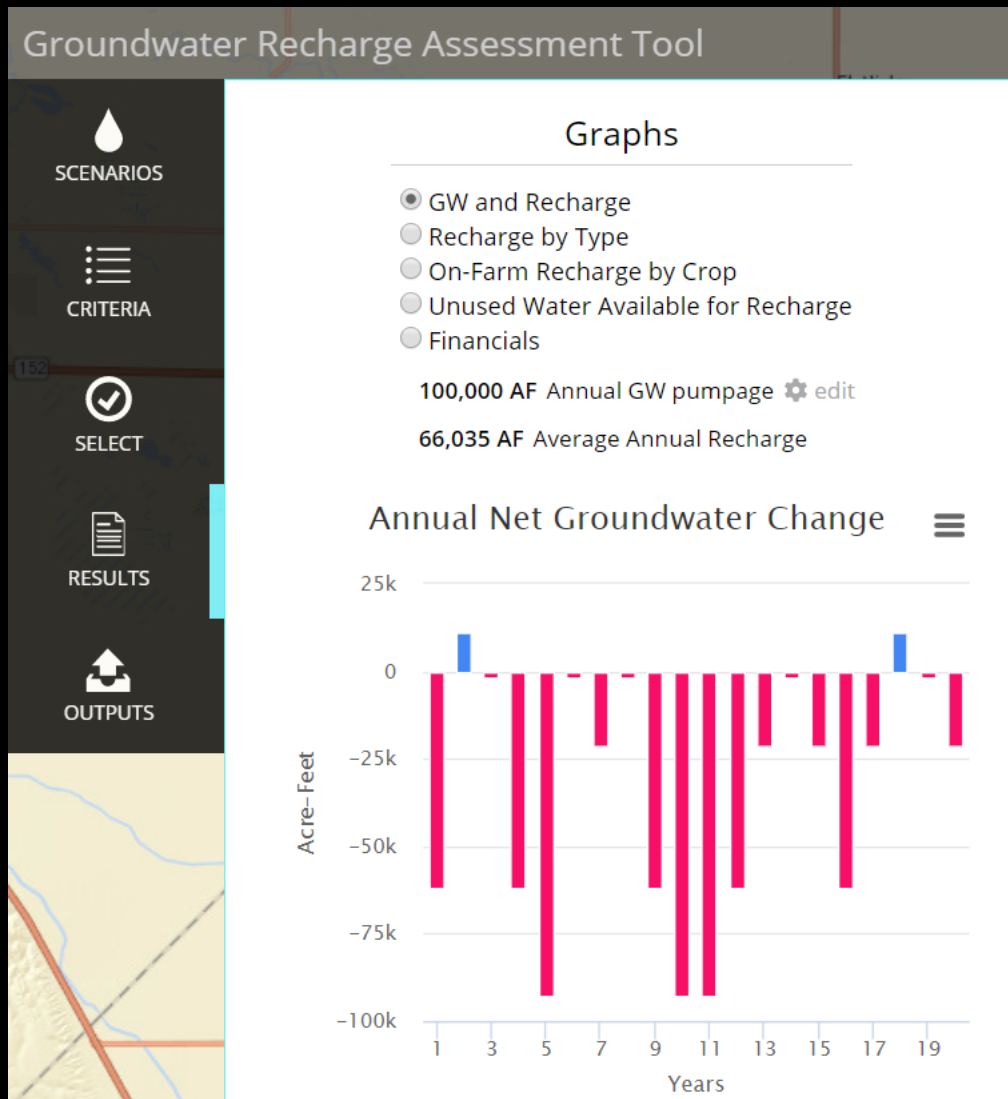 Groundwater Recharge Assessment Tool
SCENARIOS
CRITERIA
152
SELECT
RESULTS
OUTPUTS
Graphs
GW and Recharge
Recharge by Type
On-Farm Recharge by Crop
Unused Water Available for Recharge
Financials
100,000 AF Annual GW pumpage edit
66,035 AF Average Annual Recharge
Annual Net Groundwater Change
25k
0
−25k
−50k
−75k
−100k
Acre-Feet
1 3 5 7 9 11 13 15 17 19
Years